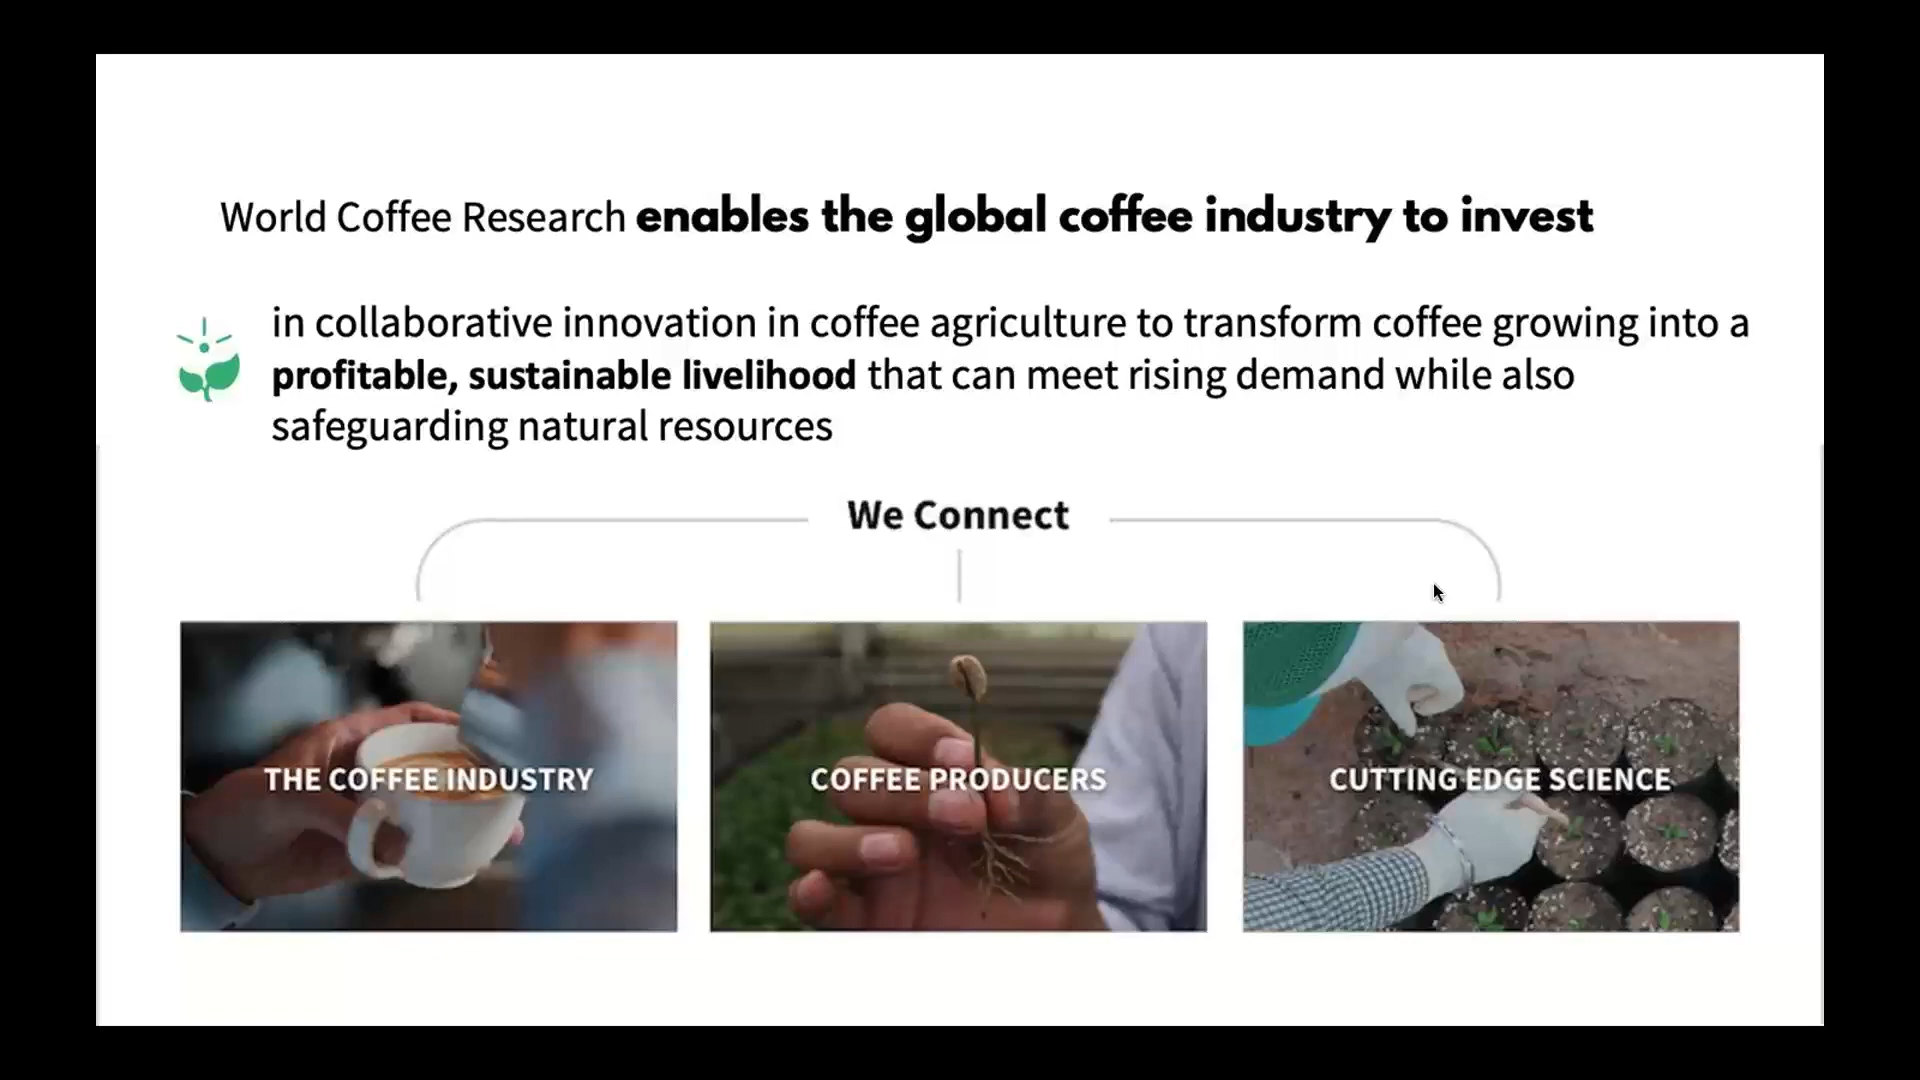 World Coffee Research enables the global coffee industry to invest
in collaborative innovation in coffee agriculture to transform coffee growing into a
profitable, sustainable livelihood that can meet rising demand while also
safeguarding natural resources
We Connect
THE COFFEE INDUSTRY
COFFEE PRODUCERS
CUTTING EDGE SCIENCE